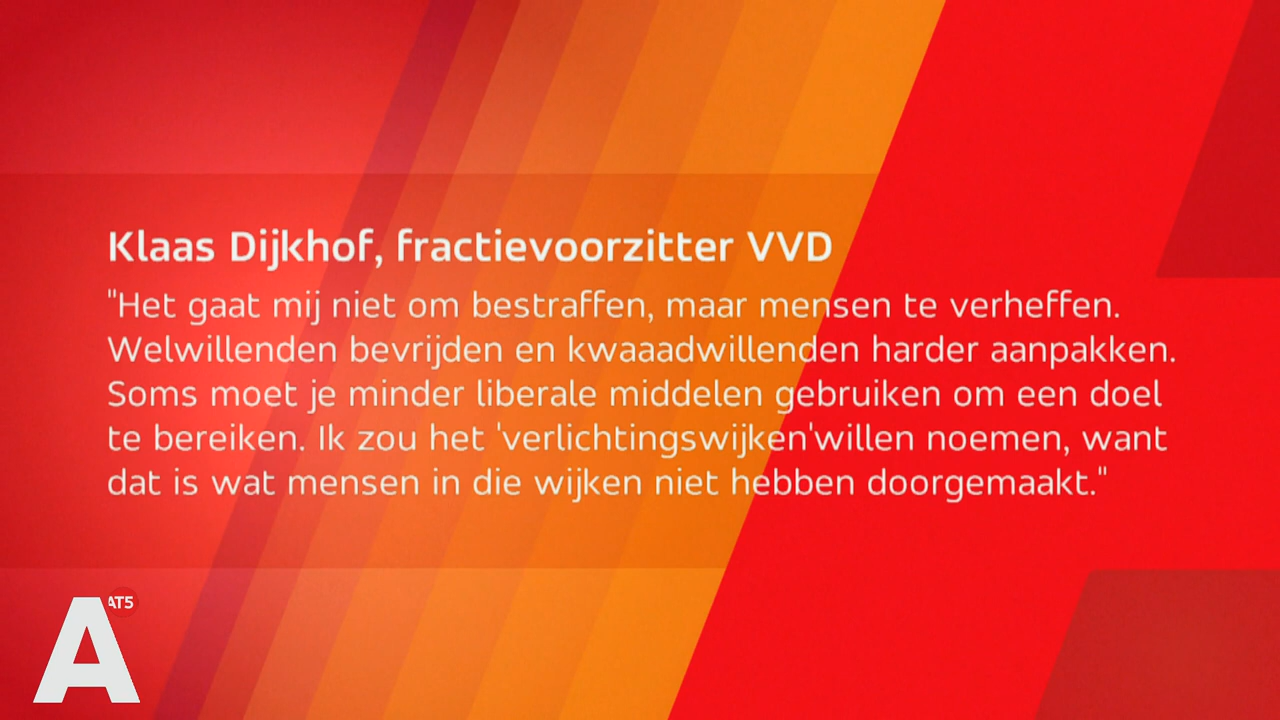 Klaas Dijkhof, fractievoorzitter VVD
"Het gaat mij niet om bestraffen, maar mensen te verheffen.
Welwillenden bevrijden en kwaaadwillenden harder aanpakken.
Soms moet je minder liberale middelen gebruiken om een doel
te bereiken. Ik zou het 'verlichtingswijken'willen noemen, want
dat is wat mensen in die wijken niet hebben doorgemaakt."
A
AT5